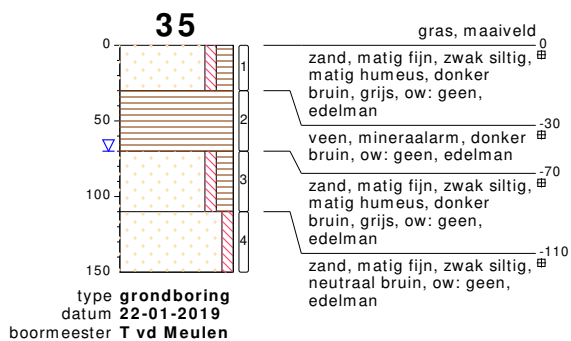 35
gras, maaiveld
0
0
zand, matig fijn, zwak siltig,
matig humeus, donker
bruin, grijs, ow: geen,
edelman
1
50
2
-30
veen, mineraalarm, donker
bruin, ow: geen, edelman
-70
zand, matig fijn, zwak siltig,
matig humeus, donker
bruin, grijs, ow: geen,
edelman
3
100
4
-110
zand, matig fijn, zwak siltig,
neutraal bruin, ow: geen,
edelman
150
type grondboring
datum 22-01-2019
boormeester T vd Meulen